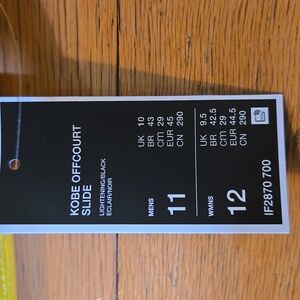 KOBE OFFCOURT
SLIDE
LIGHTENING/BLACK
ECLAIR/NOIR
MENS
11
UK 10
BR 43
cm 29
EUR 45
CN 290
WMNS
12
UK 9.5
BR 42.5
cm 29
EUR 44.5
CN 290
IF2870 700